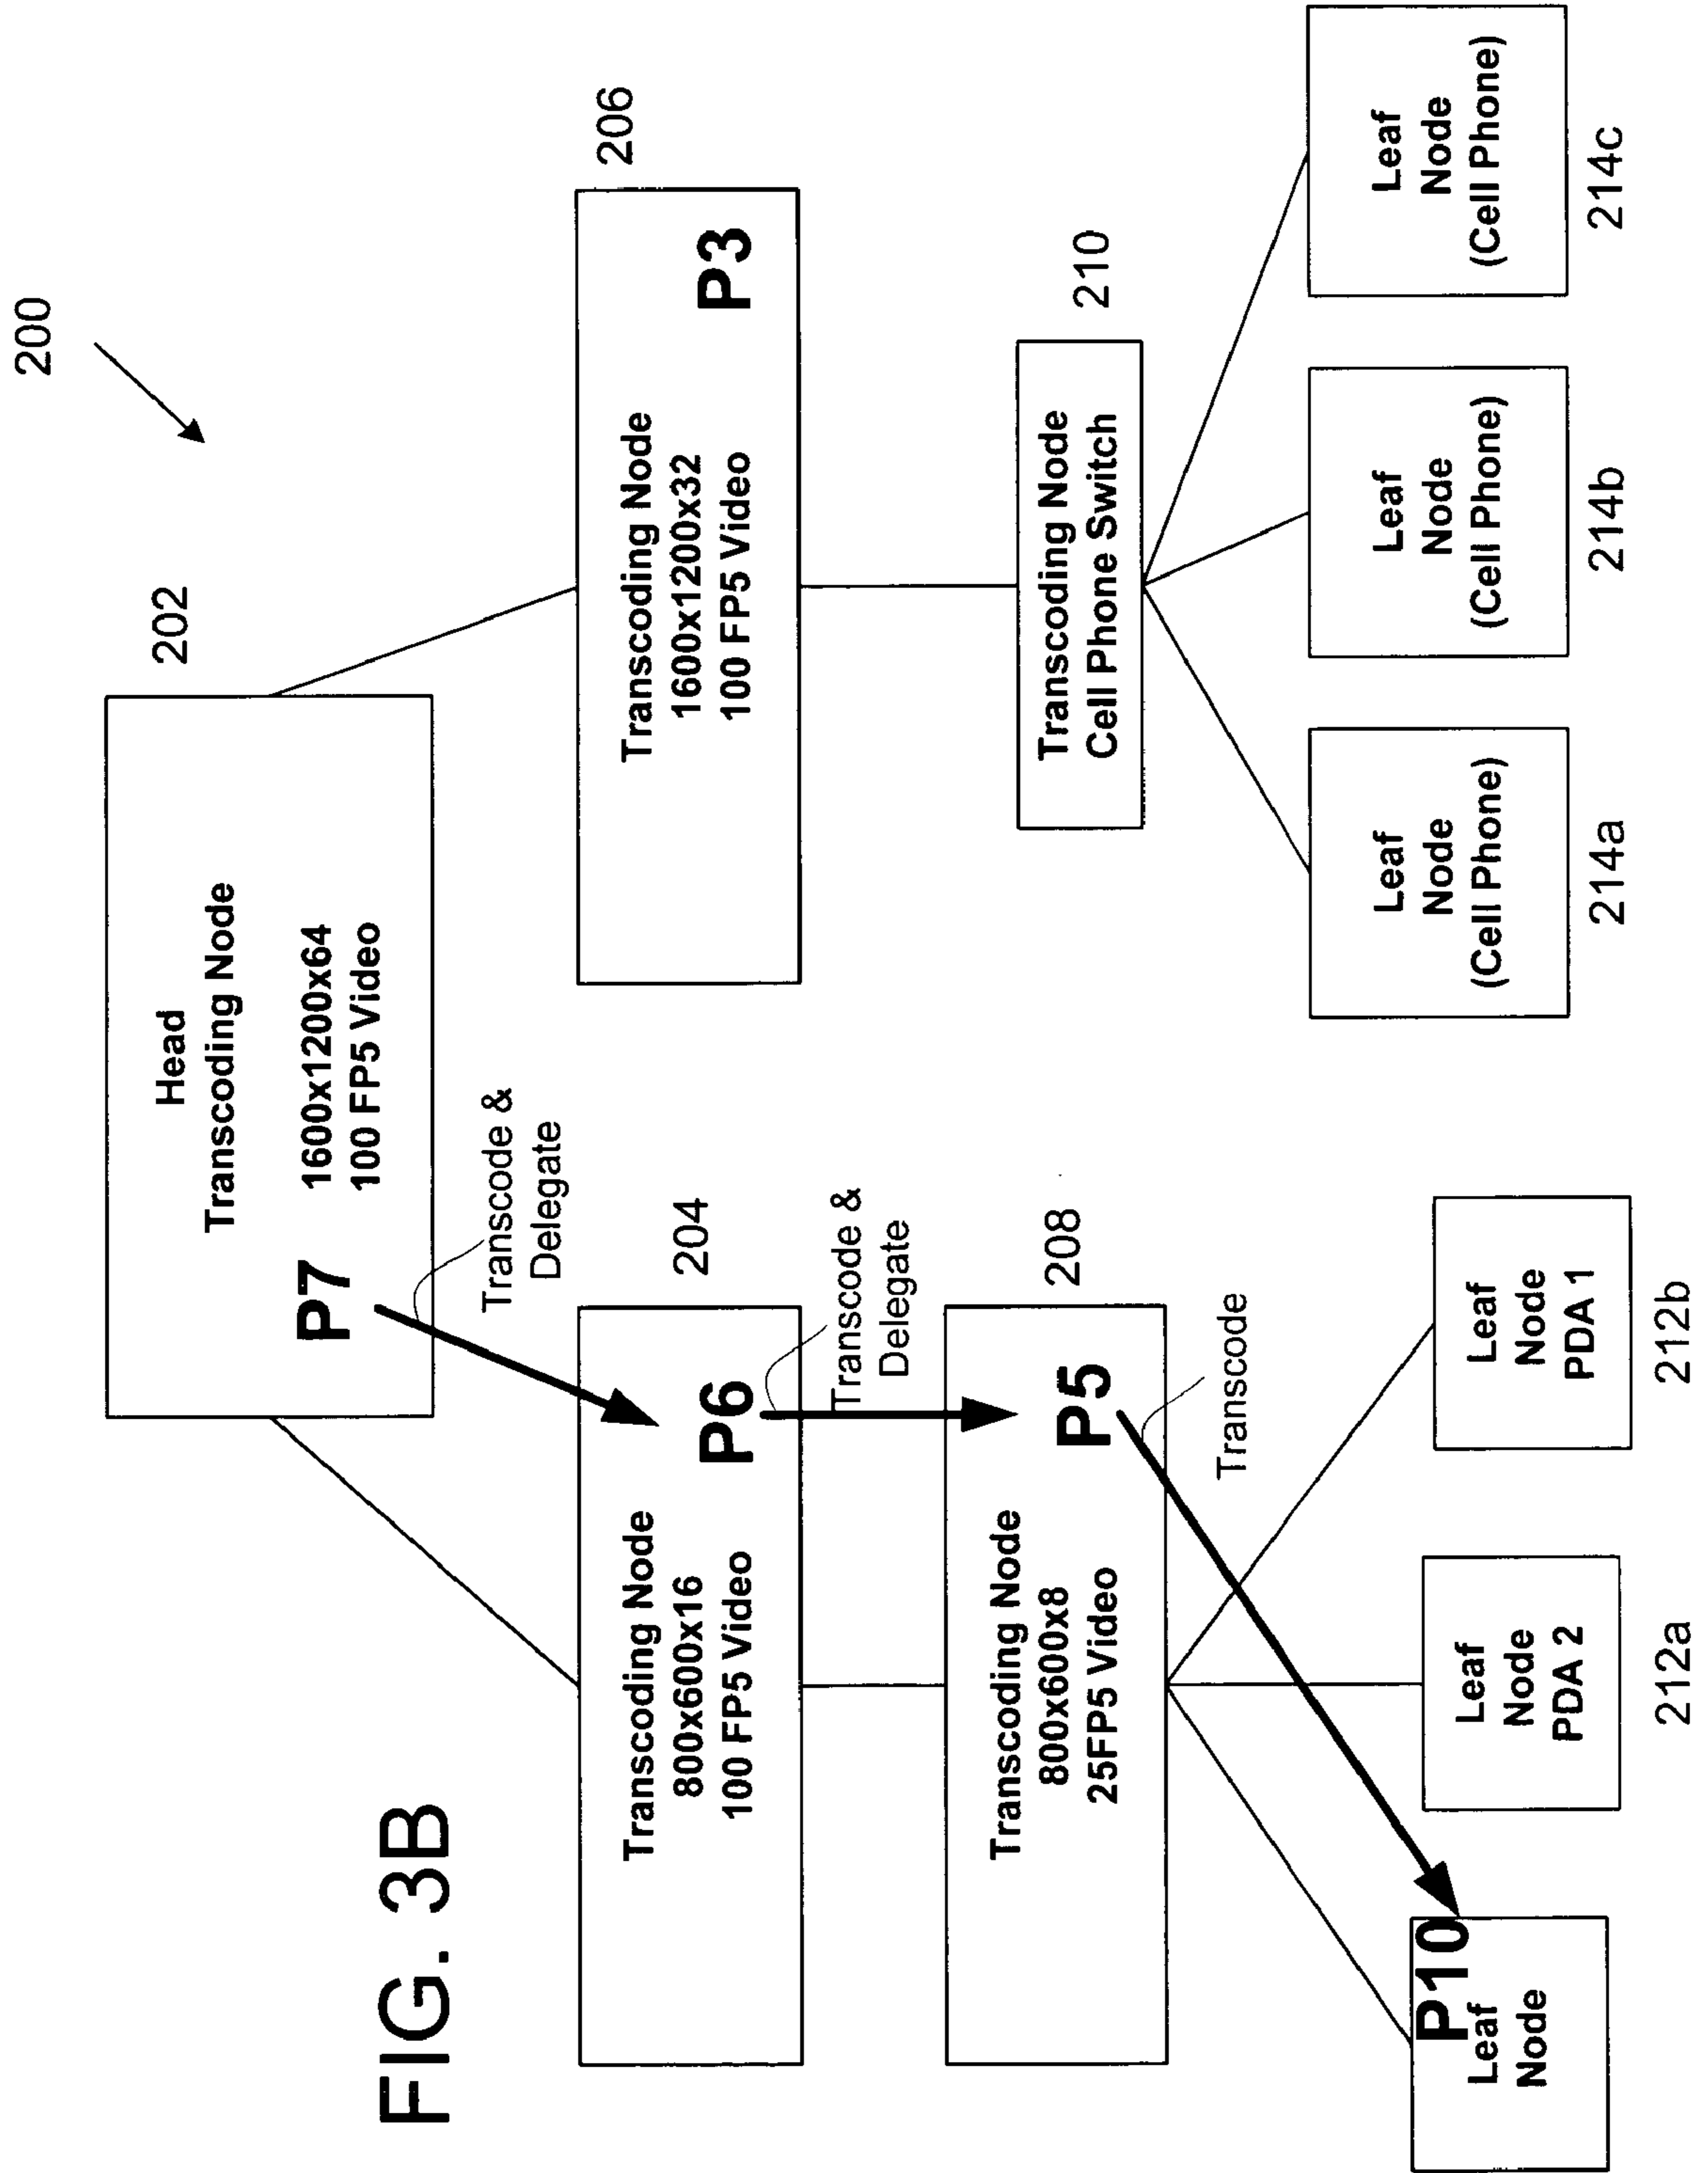 FIG. 3B
200
202
Head
Transcoding Node
1600x1200x64
100 FP5 Video
P7
Transcode &
Delegate
204
Transcoding Node
800x600x16
100 FP5 Video
P6
206
Transcoding Node
1600x1200x32
100 FP5 Video
P3
Transcode &
Delegate
208
Transcoding Node
800x600x8
25FP5 Video
P5
210
Transcoding Node
Cell Phone Switch
Transcode
P10
Leaf
Node
Leaf
Node
PDA 2
212a
Leaf
Node
PDA 1
212b
Leaf
Node
(Cell Phone)
214a
Leaf
Node
(Cell Phone)
214b
Leaf
Node
(Cell Phone)
214c